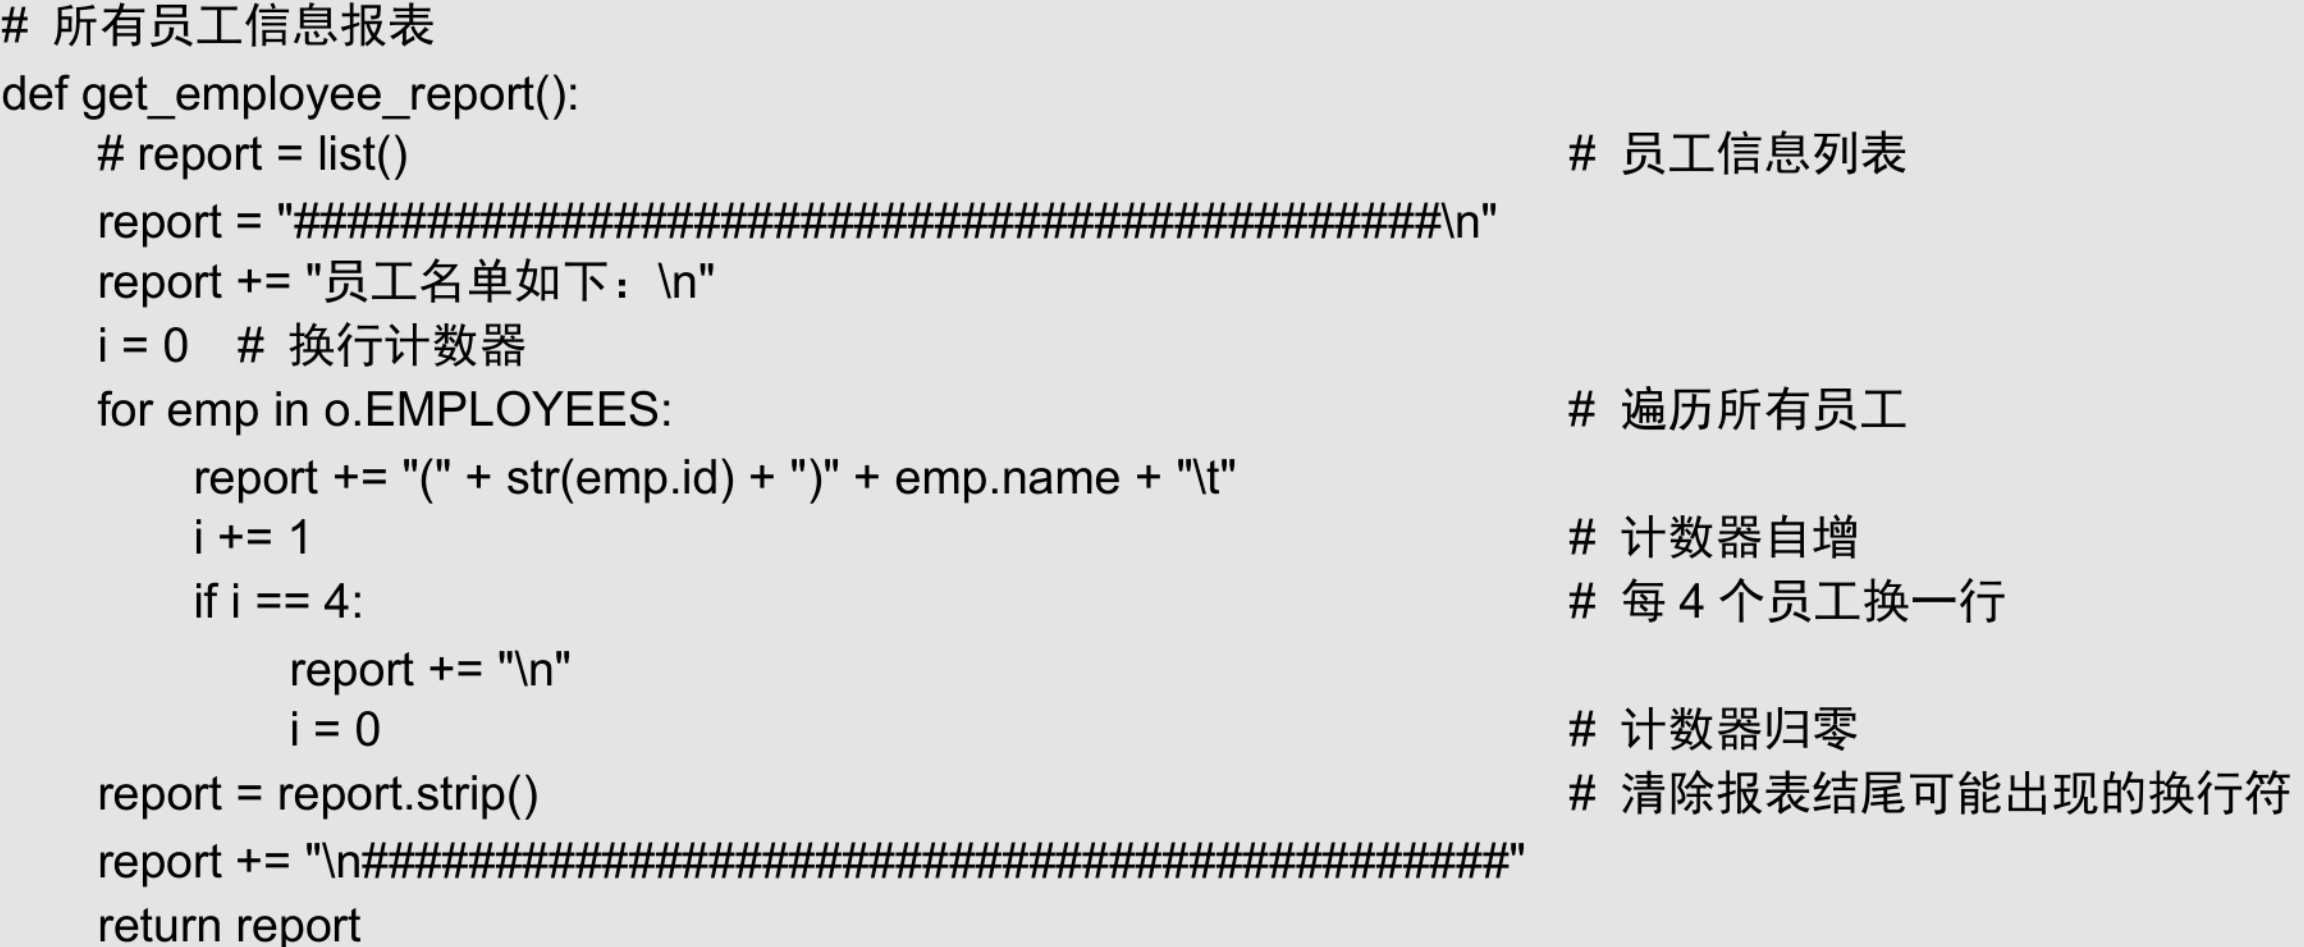 # 所有员工信息报表
def get_employee_report():
    # report = list()    # 员工信息列表
    report = "###########################################\n"
    report += "员工名单如下：\n"
    i = 0  # 换行计数器
    for emp in o.EMPLOYEES:    # 遍历所有员工
        report += "(" + str(emp.id) + ")" + emp.name + "\t"
        i += 1    # 计数器自增
        if i == 4:    # 每 4 个员工换一行
            report += "\n"
            i = 0    # 计数器归零
    report = report.strip()    # 清除报表结尾可能出现的换行符
    report += "\n###########################################"
    return report